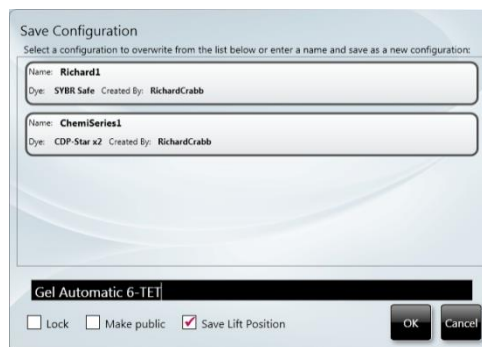 Save Configuration
Select a configuration to overwrite from the list below or enter a name and save as a new configuration:
Name: Richard1
Dye: SYBR Safe Created By: RichardCrabb
Name: ChemiSeries1
Dye: CDP-Star x2 Created By: RichardCrabb
Gel Automatic 6-TET
Lock Make public Save Lift Position OK Cancel